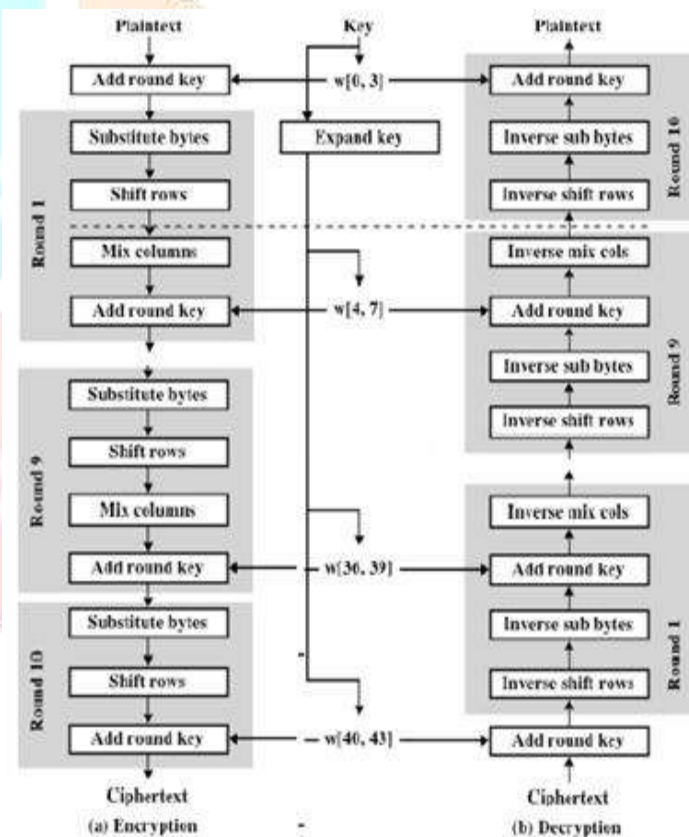 Plaintext
Key
Plaintext
Add round key
w[0, 3]
Add round key
Substitute bytes
Expand key
Inverse sub bytes
Round 10
Shift rows
Inverse shift rows
Round 1
Mix columns
Inverse mix cols
Add round key
w[4, 7]
Add round key
Substitute bytes
Inverse sub bytes
Round 9
Shift rows
Inverse shift rows
Round 9
Mix columns
Inverse mix cols
Add round key
w[36, 39]
Add round key
Substitute bytes
Inverse sub bytes
Round 1
Round 10
Shift rows
Inverse shift rows
Add round key
w[40, 43]
Add round key
Ciphertext
Ciphertext
(a) Encryption
(b) Decryption